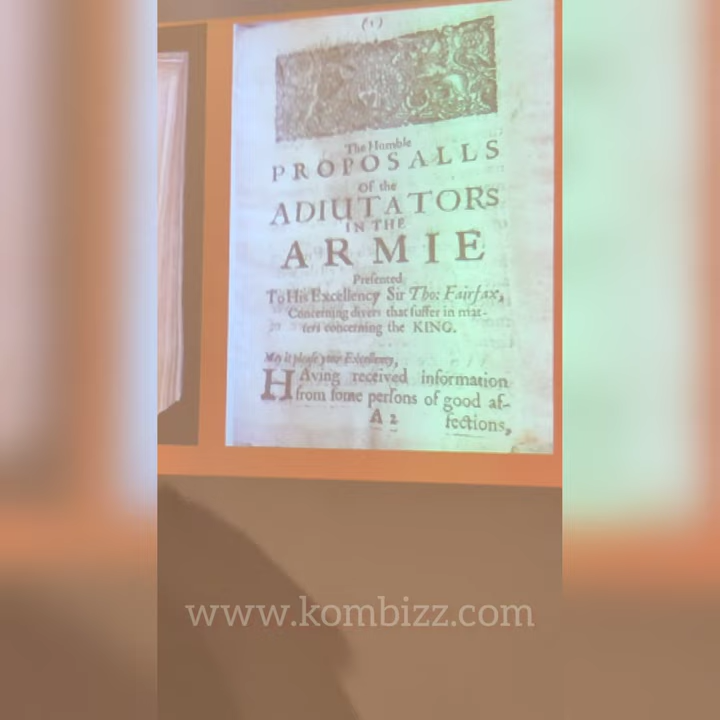 (1)
The Humble
PROPOSALLS
Of the
ADIUTATORS
IN THE
ARMIE
Preſented
To His Excellency Sir Tho: Fairfax,
Concerning divers that ſuffer in mat-
ters concerning the KING.
May it pleaſe your Excellency,
HAving received information
from ſome perſons of good af-
A 2 fections,
www.kombizz.com